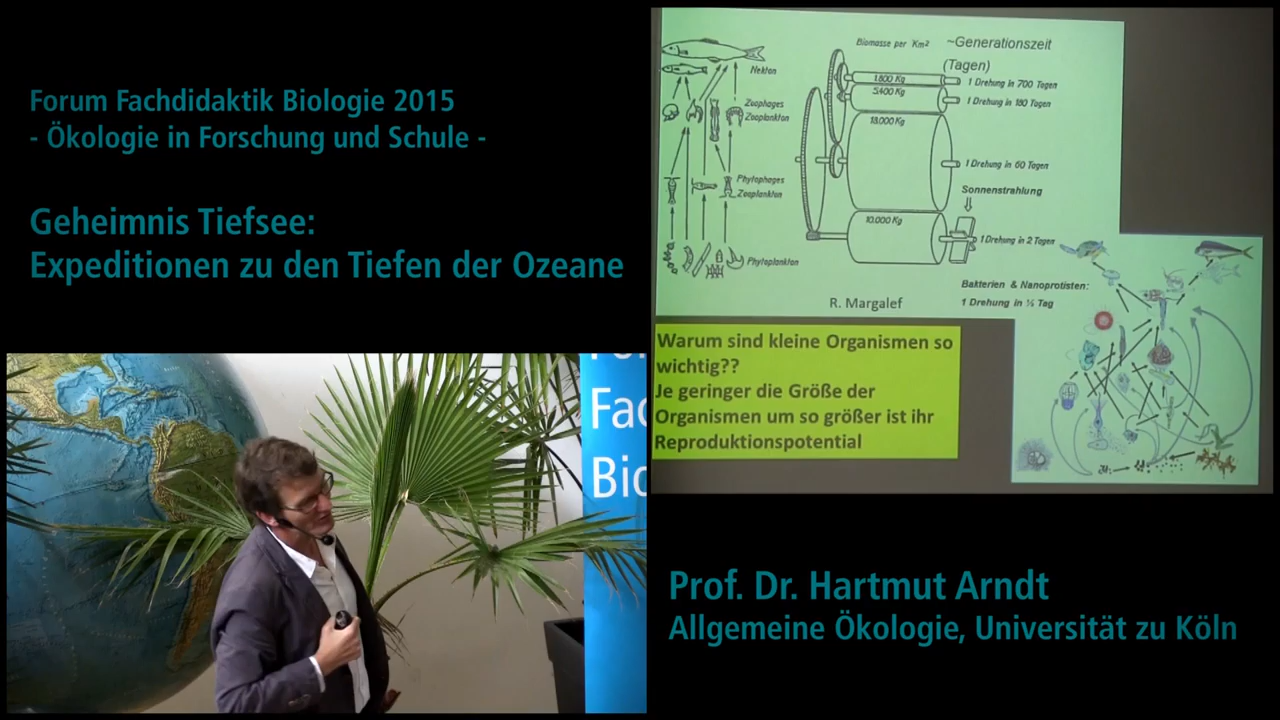 Forum Fachdidaktik Biologie 2015
- Ökologie in Forschung und Schule -
Geheimnis Tiefsee:
Expeditionen zu den Tiefen der Ozeane
Biomasse per Km²
~Generationszeit
(Tagen)
Nekton
1.800 Kg
1 Drehung in 700 Tagen
5.400 Kg
1 Drehung in 180 Tagen
Zoophages
Zooplankton
18.000 Kg
1 Drehung in 60 Tagen
Phytophages
Zooplankton
Sonnenstrahlung
10.000 Kg
1 Drehung in 2 Tagen
Phytoplankton
Bakterien & Nanoprotisten:
1 Drehung in ½ Tag
R. Margalef
Warum sind kleine Organismen so
wichtig??
Je geringer die Größe der
Organismen um so größer ist ihr
Reproduktionspotential
Fac
Bio
Prof. Dr. Hartmut Arndt
Allgemeine Ökologie, Universität zu Köln